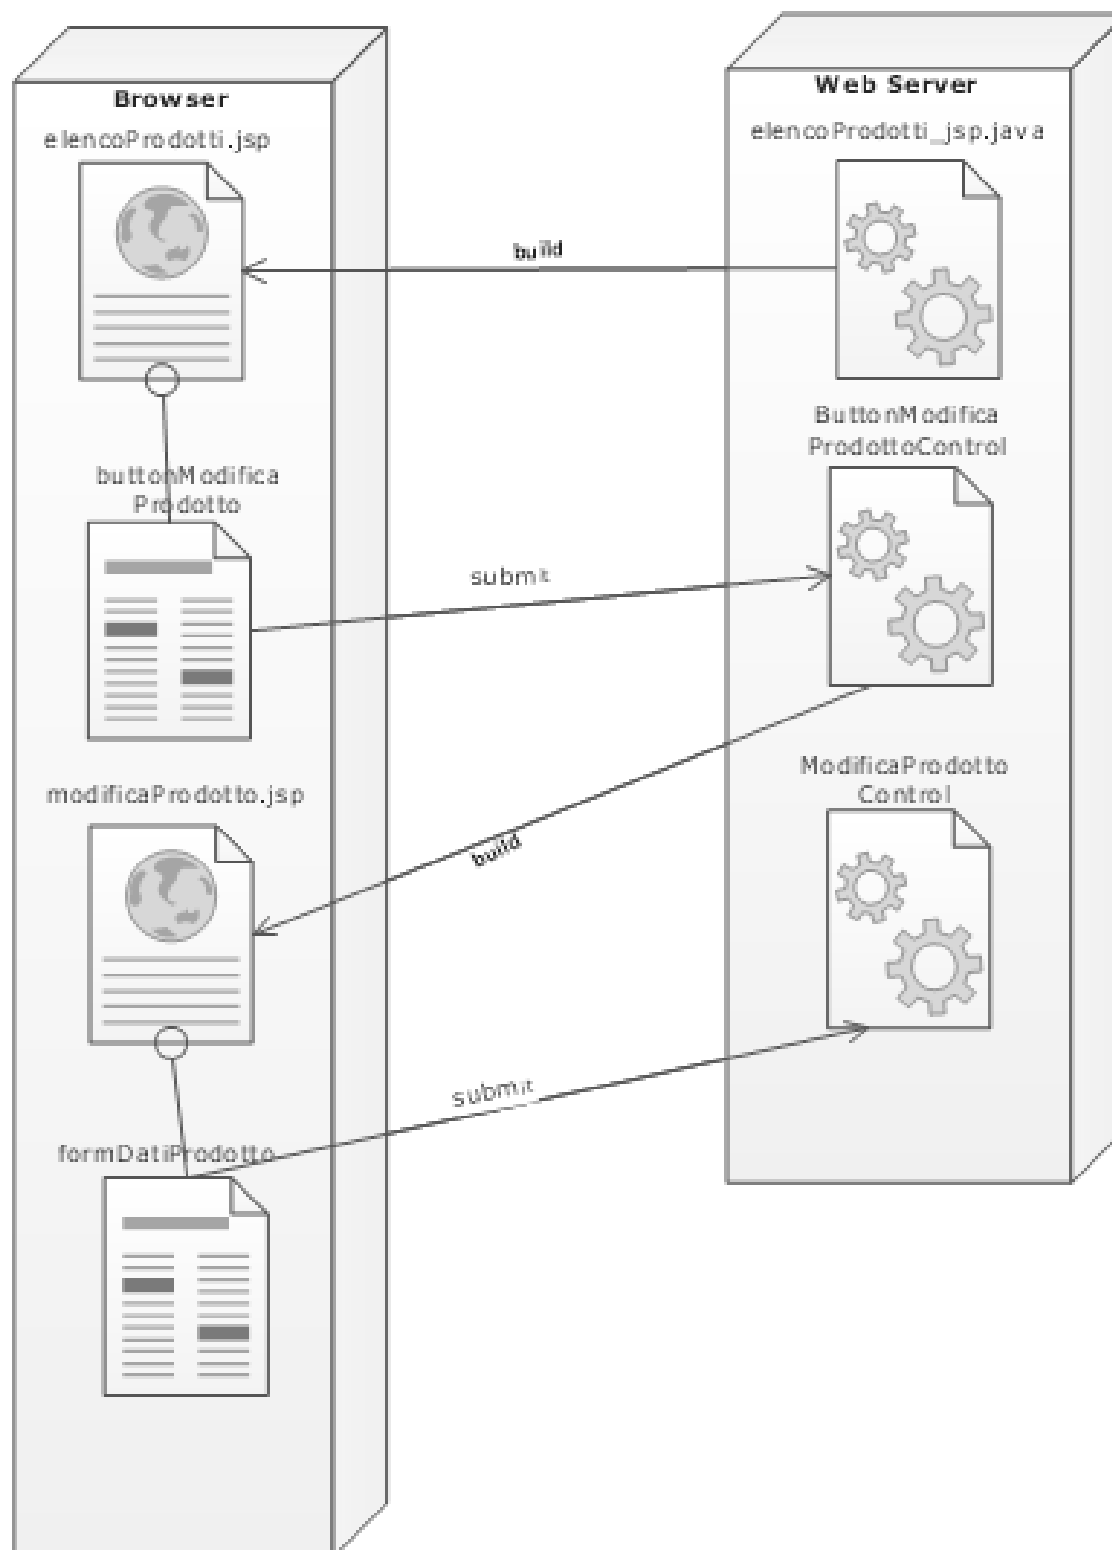 Browser
elencoProdotti.jsp
buttonModifica
Prodotto
modificaProdotto.jsp
formDatiProdotto
build
submit
build
submit
Web Server
elencoProdotti_jsp.java
ButtonModifica
ProdottoControl
ModificaProdotto
Control